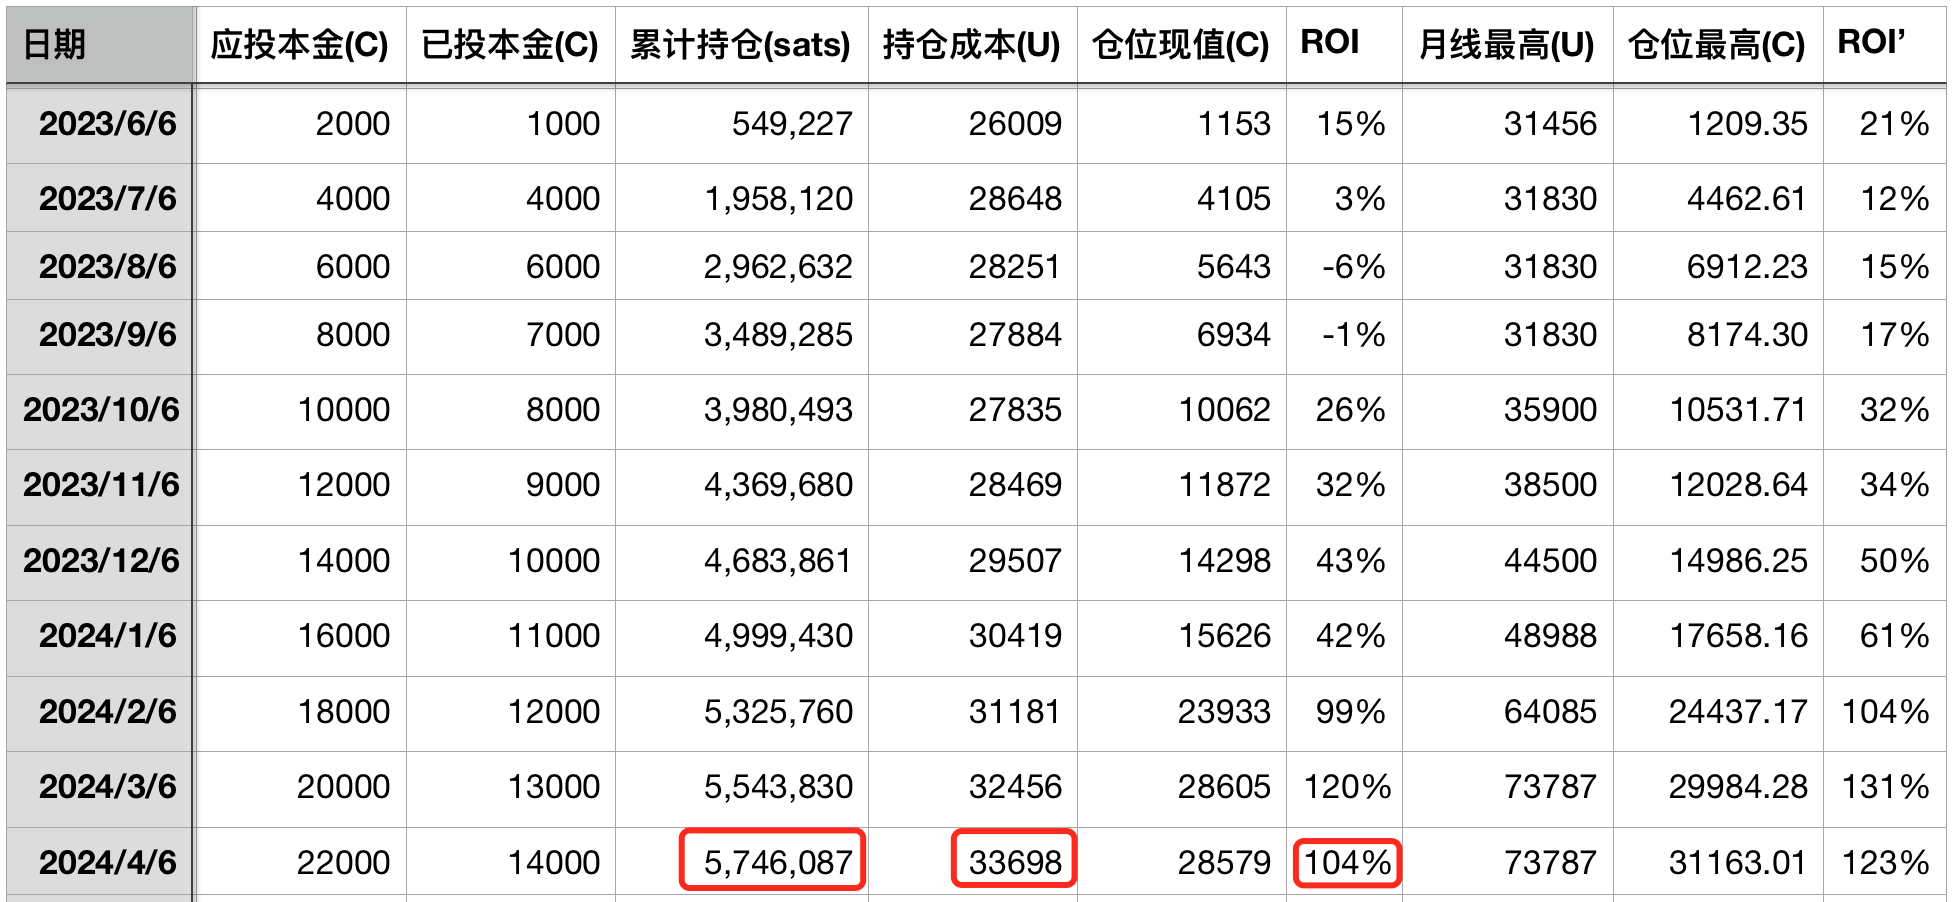 日期 应投本金(C) 已投本金(C) 累计持仓(sats) 持仓成本(U) 仓位现值(C) ROI 月线最高(U) 仓位最高(C) ROI’
2023/6/6 2000 1000 549,227 26009 1153 15% 31456 1209.35 21%
2023/7/6 4000 4000 1,958,120 28648 4105 3% 31830 4462.61 12%
2023/8/6 6000 6000 2,962,632 28251 5643 -6% 31830 6912.23 15%
2023/9/6 8000 7000 3,489,285 27884 6934 -1% 31830 8174.30 17%
2023/10/6 10000 8000 3,980,493 27835 10062 26% 35900 10531.71 32%
2023/11/6 12000 9000 4,369,680 28469 11872 32% 38500 12028.64 34%
2023/12/6 14000 10000 4,683,861 29507 14298 43% 44500 14986.25 50%
2024/1/6 16000 11000 4,999,430 30419 15626 42% 48988 17658.16 61%
2024/2/6 18000 12000 5,325,760 31181 23933 99% 64085 24437.17 104%
2024/3/6 20000 13000 5,543,830 32456 28605 120% 73787 29984.28 131%
2024/4/6 22000 14000 5,746,087 33698 28579 104% 73787 31163.01 123%